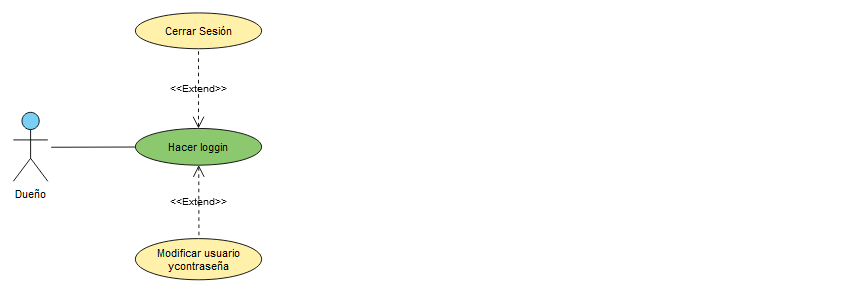 Cerrar Sesión
<<Extend>>
Hacer loggin
Dueño
<<Extend>>
Modificar usuario
ycontraseña